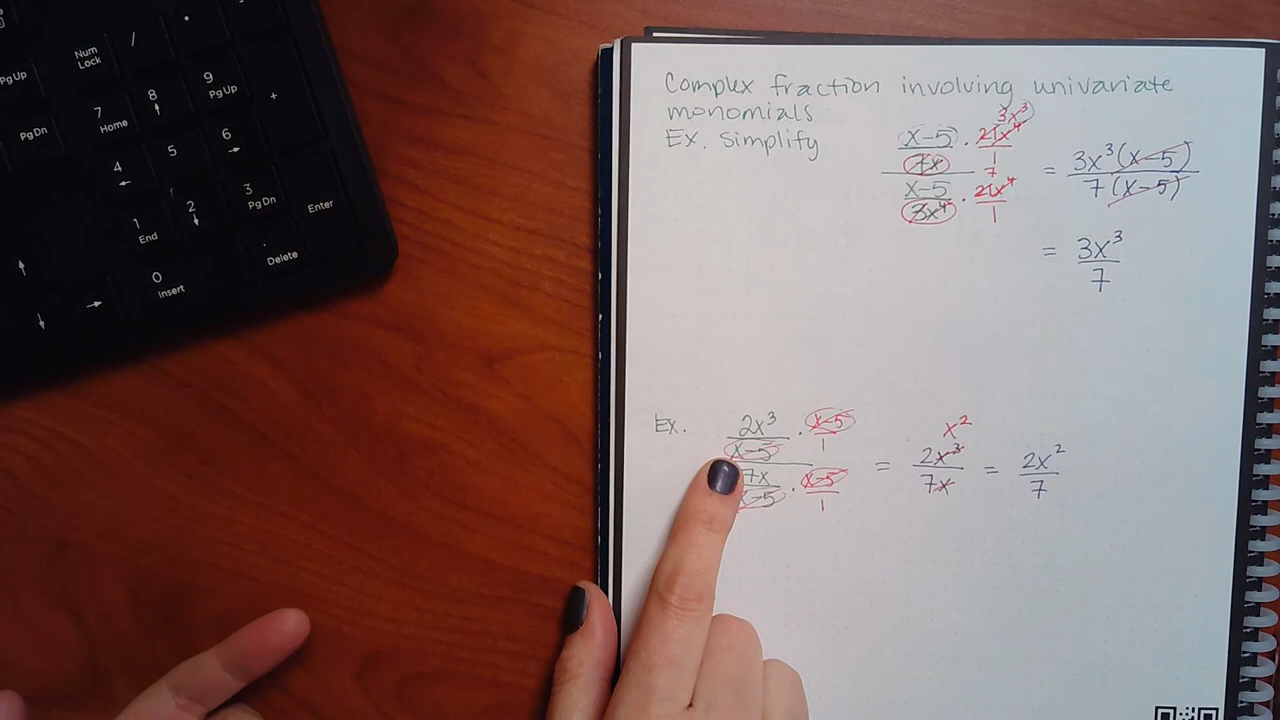 Complex fraction involving univariate
monomials
Ex. Simplify
3x³
x-5 · 21x⁴
7x 1
7
x-5 · 21x⁴
3x⁴ 1
= 3x³(x-5)
7(x-5)
= 3x³
7
Ex.
2x³ · x-5
x-5 1
7x · x-5
x-5 1
x²
= 2x³
7x
= 2x²
7
Num
Lock
/
PgUp
7
Home
8
9
PgUp
+
PgDn
4
5
6
1
End
2
3
PgDn
Enter
0
Insert
.
Delete